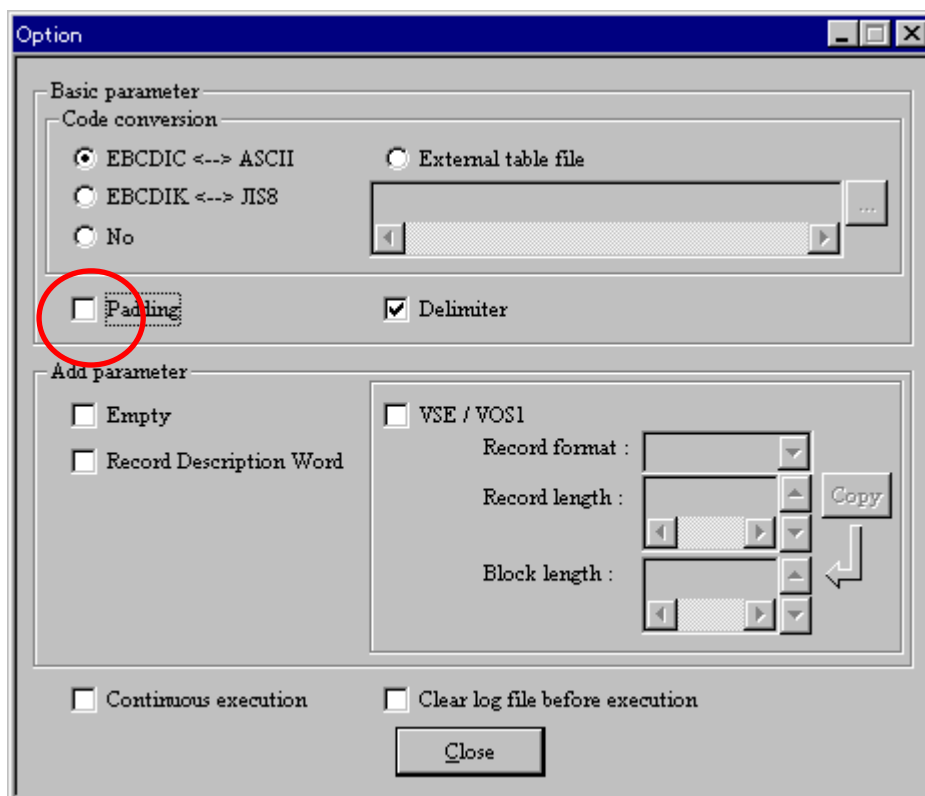 Option
Basic parameter
Code conversion
EBCDIC <--> ASCII
External table file
EBCDIK <--> JIS8
...
No
Padding
Delimiter
Add parameter
Empty
VSE / VOS1
Record format :
Record Description Word
Record length :
Copy
Block length :
Continuous execution
Clear log file before execution
Close